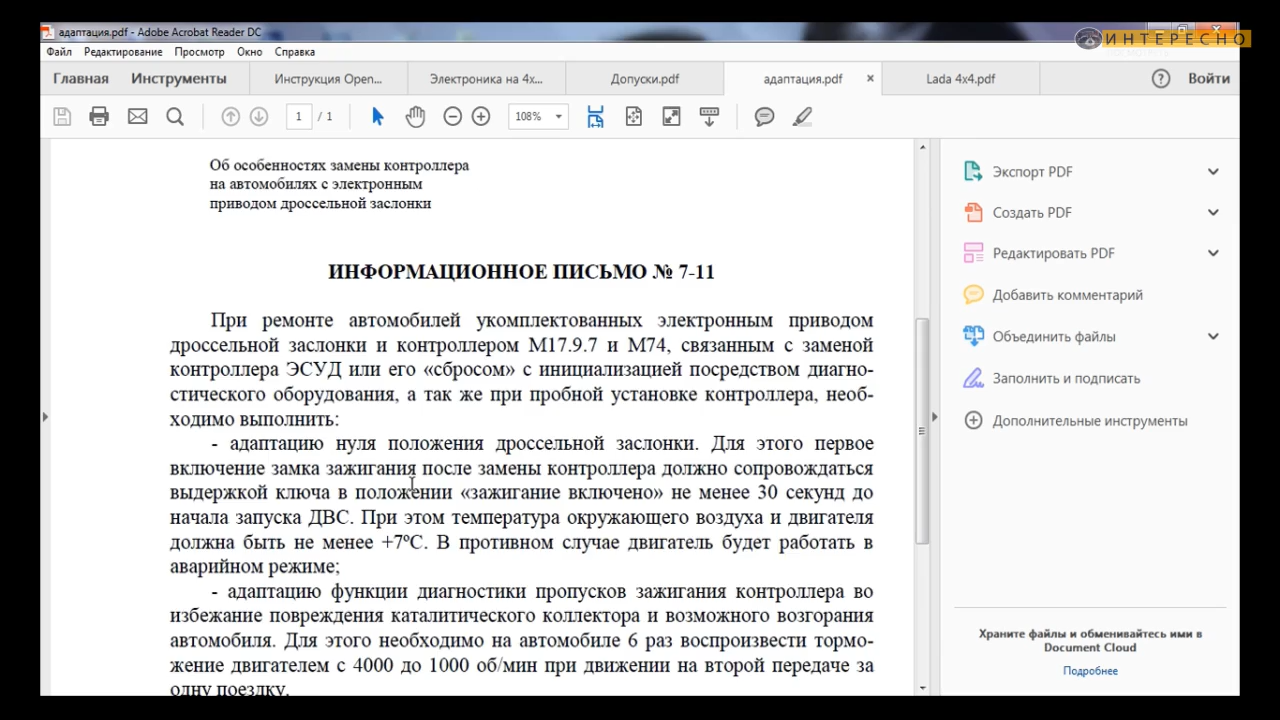 адаптация.pdf - Adobe Acrobat Reader DC
ИНТЕРЕСНО
Файл Редактирование Просмотр Окно Справка
Главная Инструменты Инструкция Open... Электроника на 4x... Допуски.pdf адаптация.pdf × Lada 4x4.pdf ? Войти
1 / 1 108%
Об особенностях замены контроллера
на автомобилях с электронным
приводом дроссельной заслонки
ИНФОРМАЦИОННОЕ ПИСЬМО № 7-11
При ремонте автомобилей укомплектованных электронным приводом
дроссельной заслонки и контроллером М17.9.7 и М74, связанным с заменой
контроллера ЭСУД или его «сбросом» с инициализацией посредством диагно-
стического оборудования, а так же при пробной установке контроллера, необ-
ходимо выполнить:
- адаптацию нуля положения дроссельной заслонки. Для этого первое
включение замка зажигания после замены контроллера должно сопровождаться
выдержкой ключа в положении «зажигание включено» не менее 30 секунд до
начала запуска ДВС. При этом температура окружающего воздуха и двигателя
должна быть не менее +7ºС. В противном случае двигатель будет работать в
аварийном режиме;
- адаптацию функции диагностики пропусков зажигания контроллера во
избежание повреждения каталитического коллектора и возможного возгорания
автомобиля. Для этого необходимо на автомобиле 6 раз воспроизвести тормо-
жение двигателем с 4000 до 1000 об/мин при движении на второй передаче за
одну поездку.
Экспорт PDF
Создать PDF
Редактировать PDF
Добавить комментарий
Объединить файлы
Заполнить и подписать
Дополнительные инструменты
Храните файлы и обменивайтесь ими в
Document Cloud
Подробнее